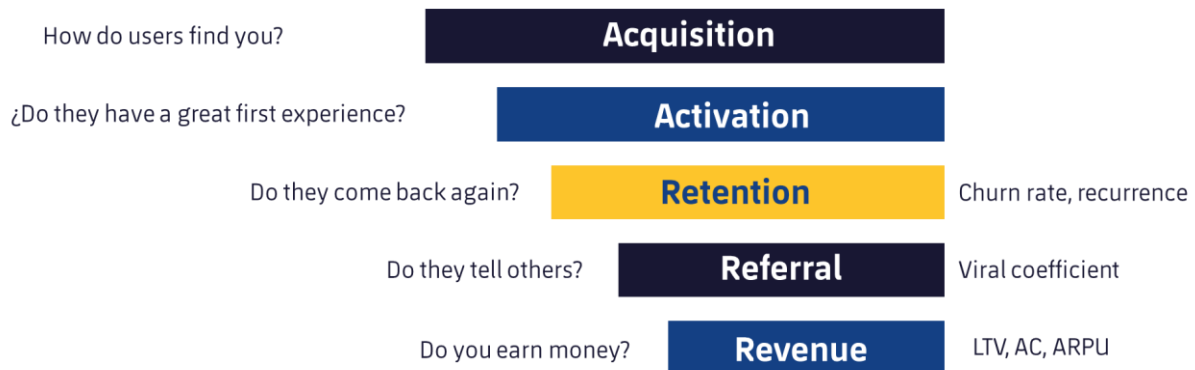 How do users find you?
Acquisition
¿Do they have a great first experience?
Activation
Do they come back again?
Retention
Churn rate, recurrence
Do they tell others?
Referral
Viral coefficient
Do you earn money?
Revenue
LTV, AC, ARPU